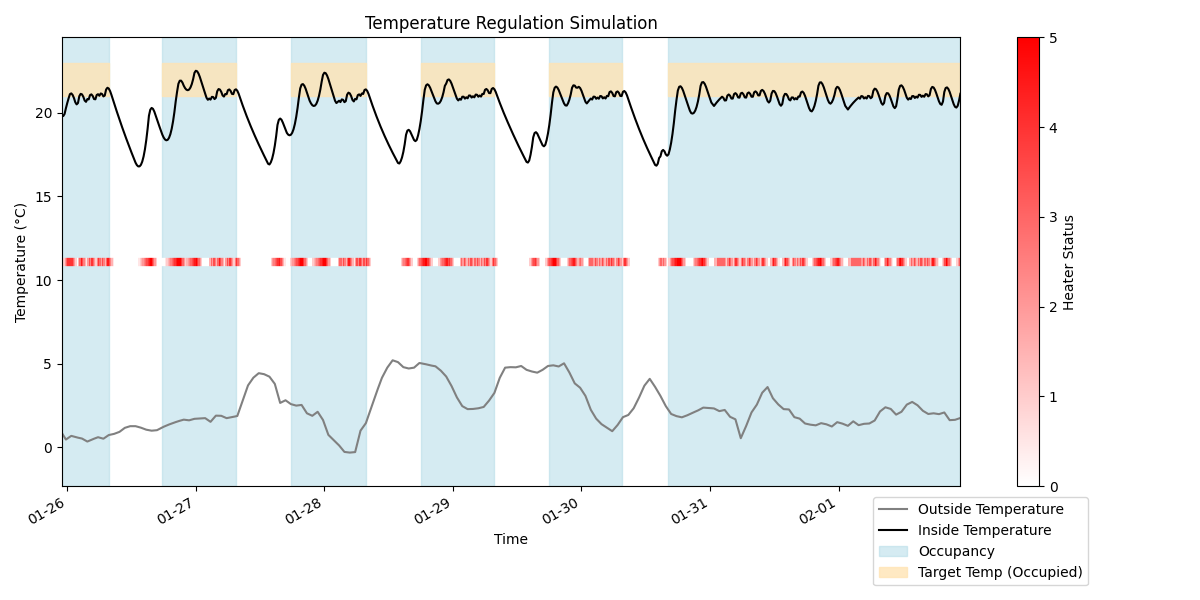 Temperature Regulation Simulation
Temperature (°C)
20
15
10
5
0
01-26
01-27
01-28
01-29
01-30
01-31
02-01
Time
5
4
3
2
1
0
Heater Status
Outside Temperature
Inside Temperature
Occupancy
Target Temp (Occupied)